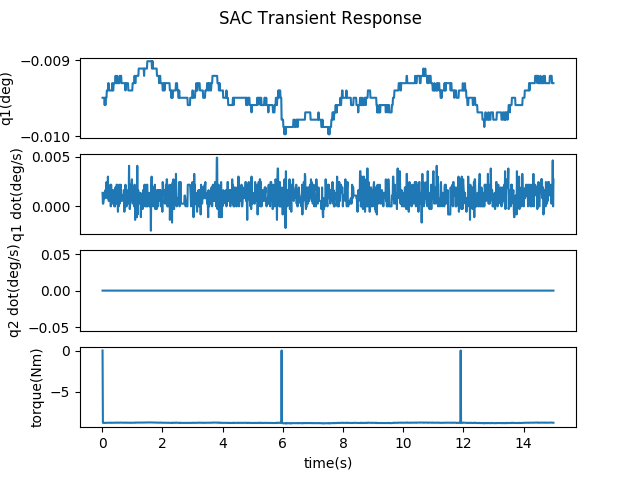 SAC Transient Response
−0.009
−0.010
q1(deg)
0.005
0.000
q1 dot(deg/s)
0.05
0.00
−0.05
q2 dot(deg/s)
0
−5
torque(Nm)
0 2 4 6 8 10 12 14
time(s)